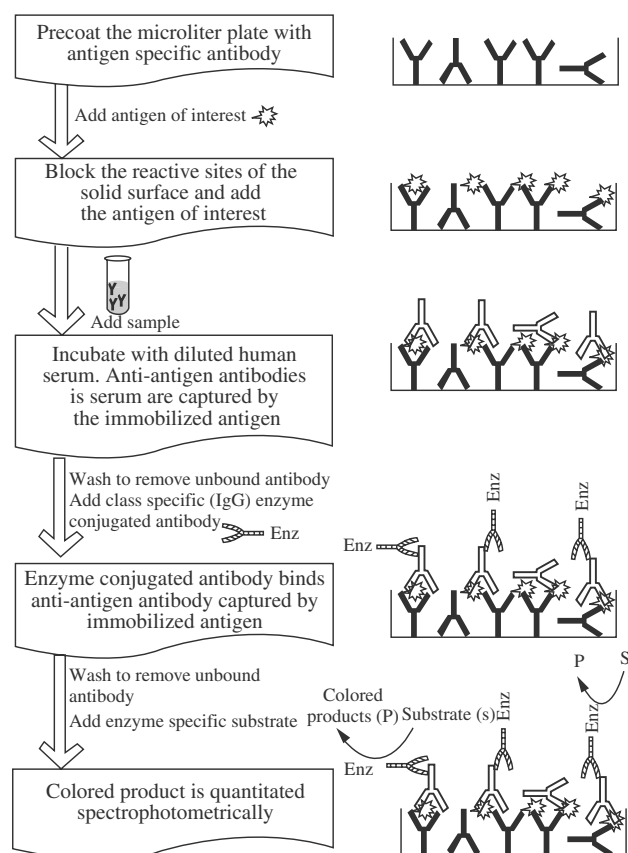 Precoat the microliter plate with
antigen specific antibody
Add antigen of interest
Block the reactive sites of the
solid surface and add
the antigen of interest
Add sample
Incubate with diluted human
serum. Anti-antigen antibodies
is serum are captured by
the immobilized antigen
Wash to remove unbound antibody
Add class specific (IgG) enzyme
conjugated antibody
Enz
Enz
Enz
Enz
Enzyme conjugated antibody binds
anti-antigen antibody captured by
immobilized antigen
Wash to remove unbound
antibody
Add enzyme specific substrate
P
S
Colored
products (P)
Substrate (s)
Enz
Enz
Enz
Colored product is quantitated
spectrophotometrically